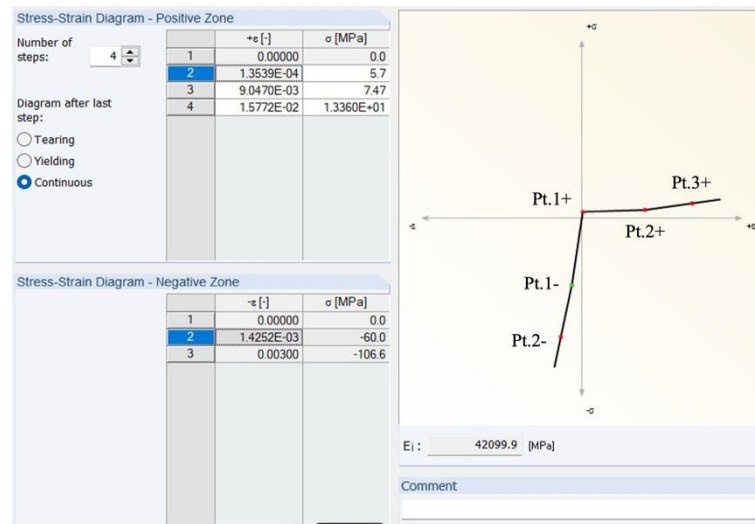 Stress-Strain Diagram - Positive Zone
Number of
steps:
4
+ε [-] σ [MPa]
1 0.00000 0.0
2 1.3539E-04 5.7
3 9.0470E-03 7.47
4 1.5772E-02 1.3360E+01
Diagram after last
step:
Tearing
Yielding
Continuous
Stress-Strain Diagram - Negative Zone
-ε [-] σ [MPa]
1 0.00000 0.0
2 1.4252E-03 -60.0
3 0.00300 -106.6
+σ
Pt.1+
Pt.3+
Pt.2+
-ε
Pt.1-
Pt.2-
-σ
Ei : 42099.9 [MPa]
Comment